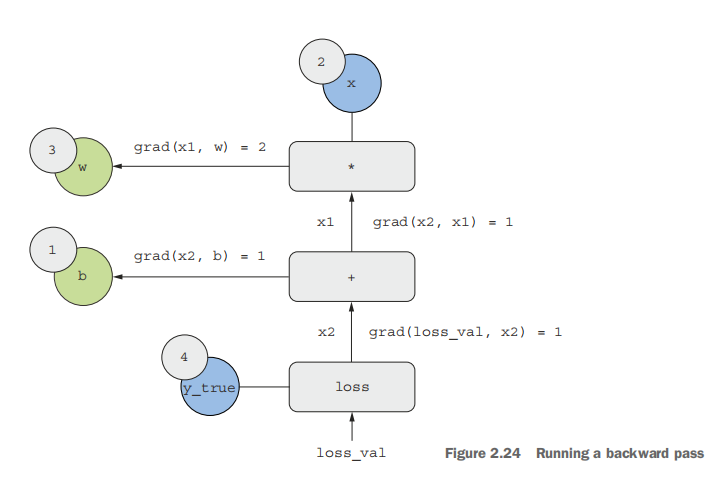 2
x
3
w
grad(x1, w) = 2
*
x1
grad(x2, x1) = 1
1
b
grad(x2, b) = 1
+
x2
grad(loss_val, x2) = 1
4
y_true
loss
loss_val
Figure 2.24 Running a backward pass